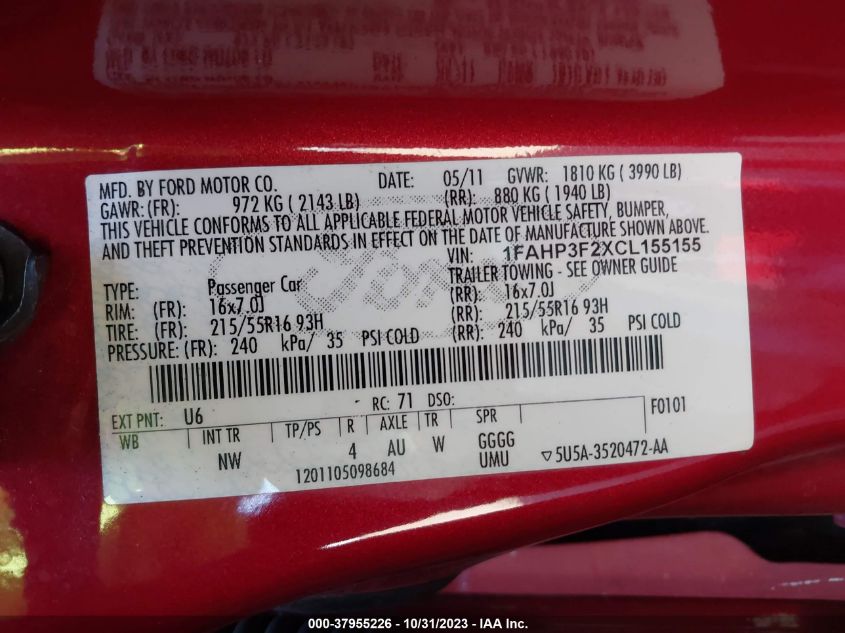 MFD. BY FORD MOTOR CO. DATE: 05/11 GVWR: 1810 KG ( 3990 LB)
GAWR: (FR): 972 KG ( 2143 LB) (RR): 880 KG ( 1940 LB)
THIS VEHICLE CONFORMS TO ALL APPLICABLE FEDERAL MOTOR VEHICLE SAFETY, BUMPER,
AND THEFT PREVENTION STANDARDS IN EFFECT ON THE DATE OF MANUFACTURE SHOWN ABOVE.
VIN: 1FAHP3F2XCL155155
TYPE: Passenger Car TRAILER TOWING - SEE OWNER GUIDE
RIM: (FR): 16x7.0J (RR): 16x7.0J
TIRE: (FR): 215/55R16 93H (RR): 215/55R16 93H
PRESSURE: (FR): 240 kPa/ 35 PSI COLD (RR): 240 kPa/ 35 PSI COLD
EXT PNT: U6 RC: 71 DSO: F0101
WB INT TR TP/PS R AXLE TR SPR
NW 4 AU W GGGG
UMU ▽5U5A-3520472-AA
1201105098684
Ford
000-37955226 - 10/31/2023 - IAA Inc.